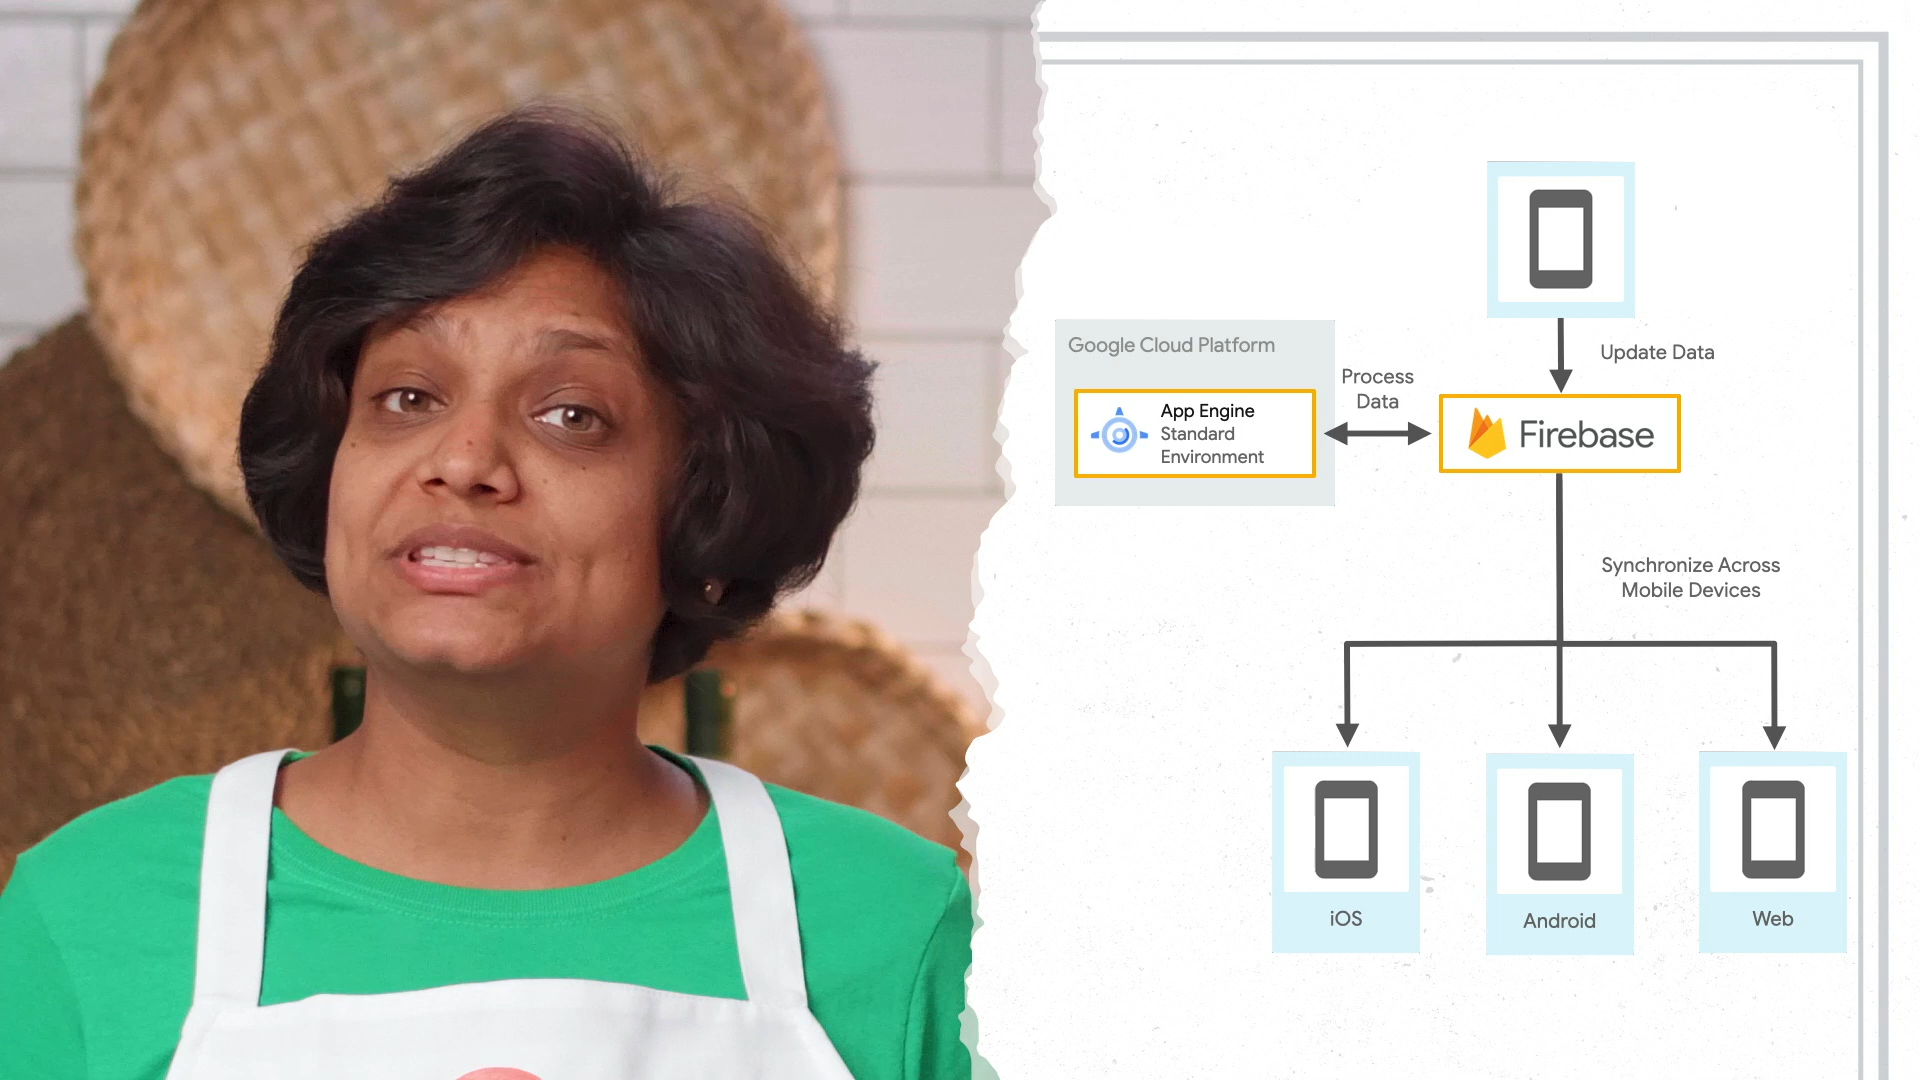 Google Cloud Platform
App Engine
Standard
Environment
Process
Data
Update Data
Firebase
Synchronize Across
Mobile Devices
iOS
Android
Web